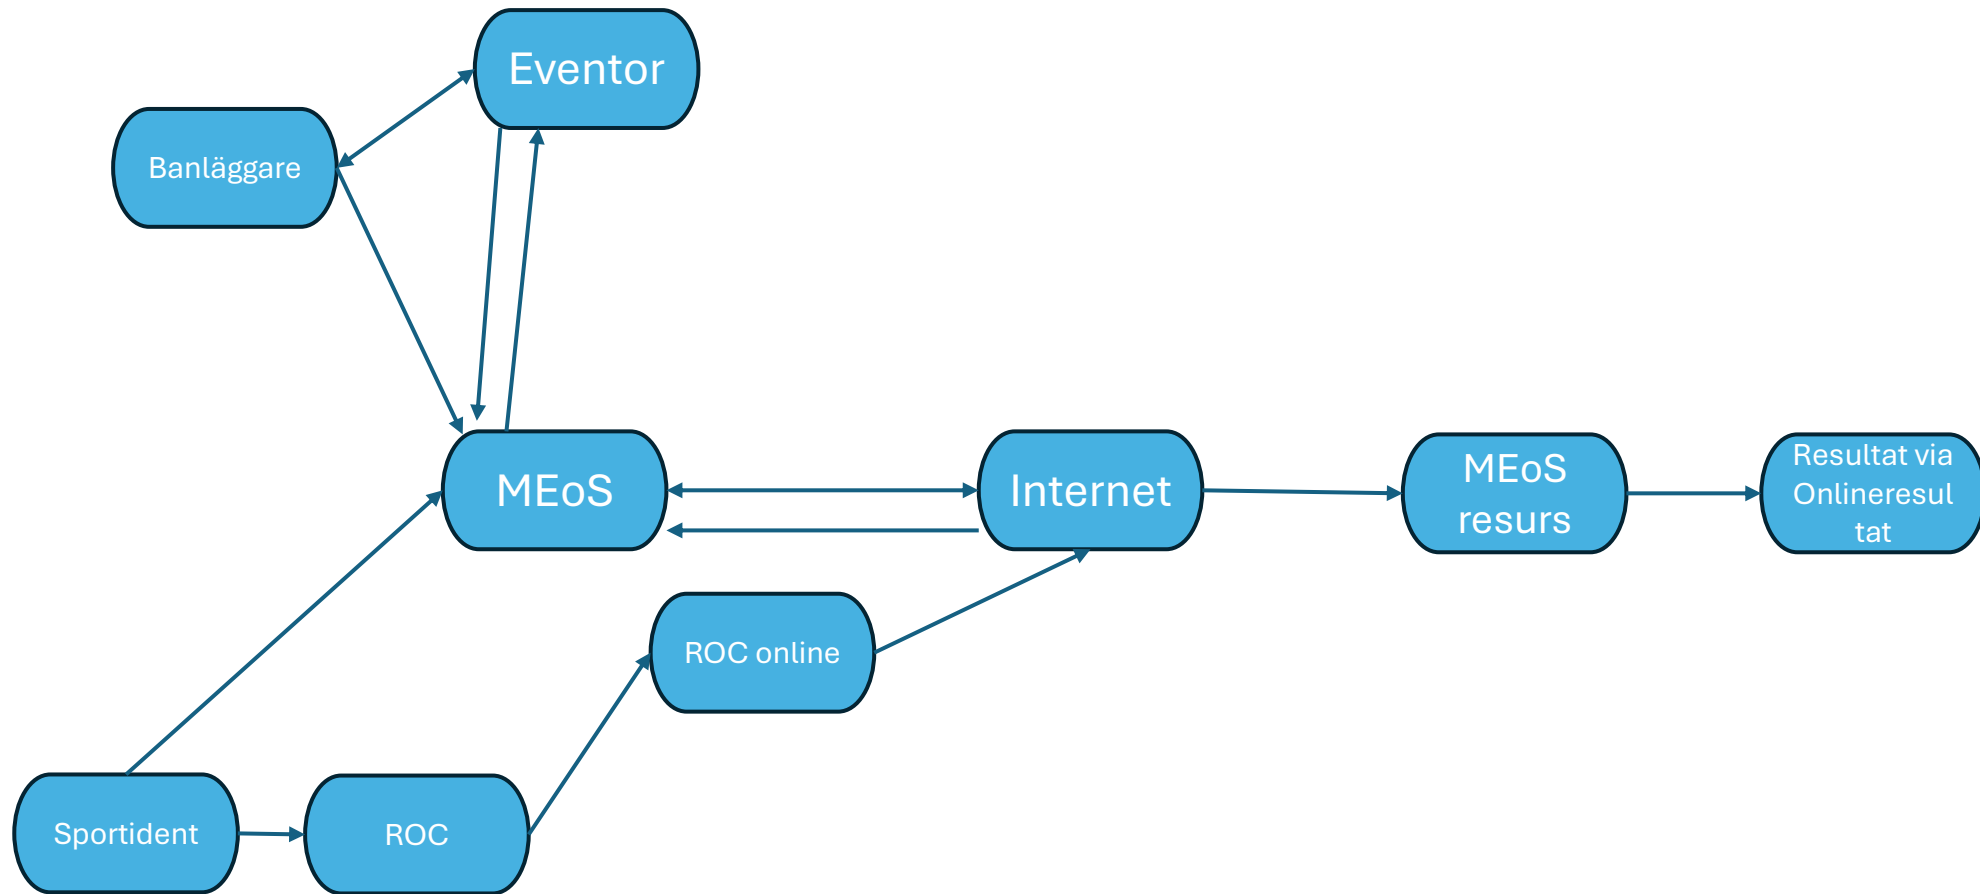 Eventor
Banläggare
MEoS
Internet
MEoS
resurs
Resultat via
Onlineresul
tat
ROC online
Sportident
ROC